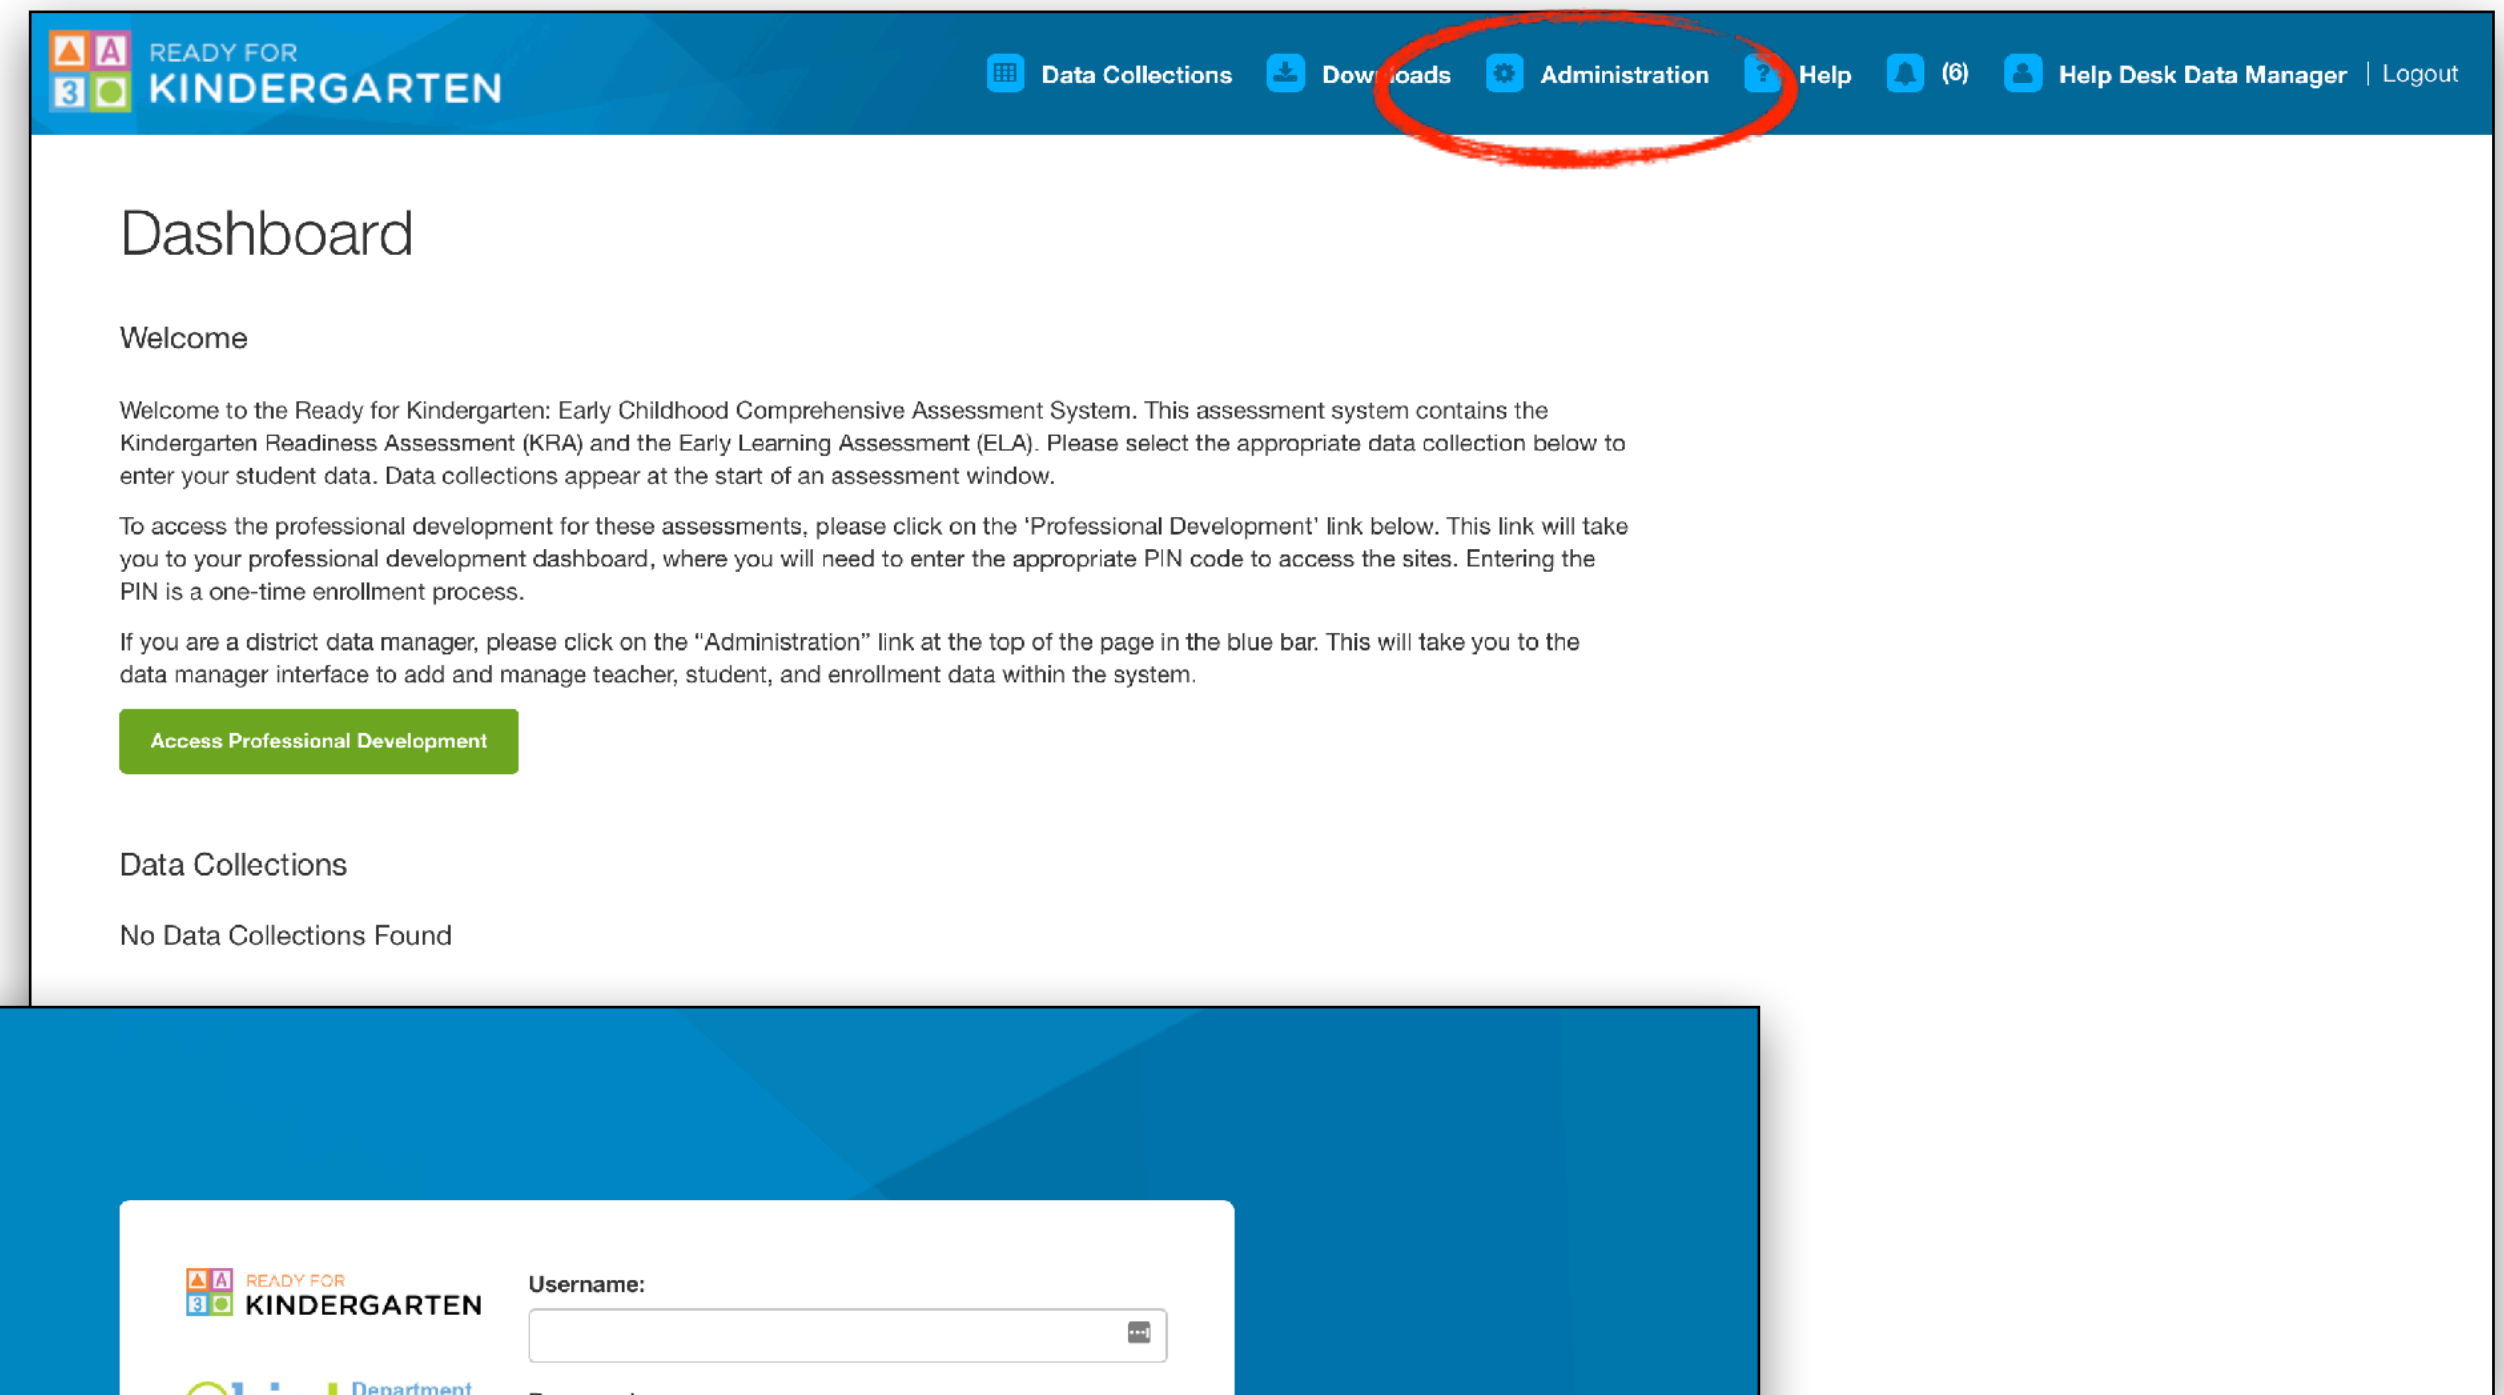 READY FOR
KINDERGARTEN
Data Collections Downloads Administration Help (6) Help Desk Data Manager | Logout
Dashboard
Welcome
Welcome to the Ready for Kindergarten: Early Childhood Comprehensive Assessment System. This assessment system contains the
Kindergarten Readiness Assessment (KRA) and the Early Learning Assessment (ELA). Please select the appropriate data collection below to
enter your student data. Data collections appear at the start of an assessment window.
To access the professional development for these assessments, please click on the ‘Professional Development’ link below. This link will take
you to your professional development dashboard, where you will need to enter the appropriate PIN code to access the sites. Entering the
PIN is a one-time enrollment process.
If you are a district data manager, please click on the “Administration” link at the top of the page in the blue bar. This will take you to the
data manager interface to add and manage teacher, student, and enrollment data within the system.
Access Professional Development
Data Collections
No Data Collections Found
READY FOR
KINDERGARTEN
Username:
Department